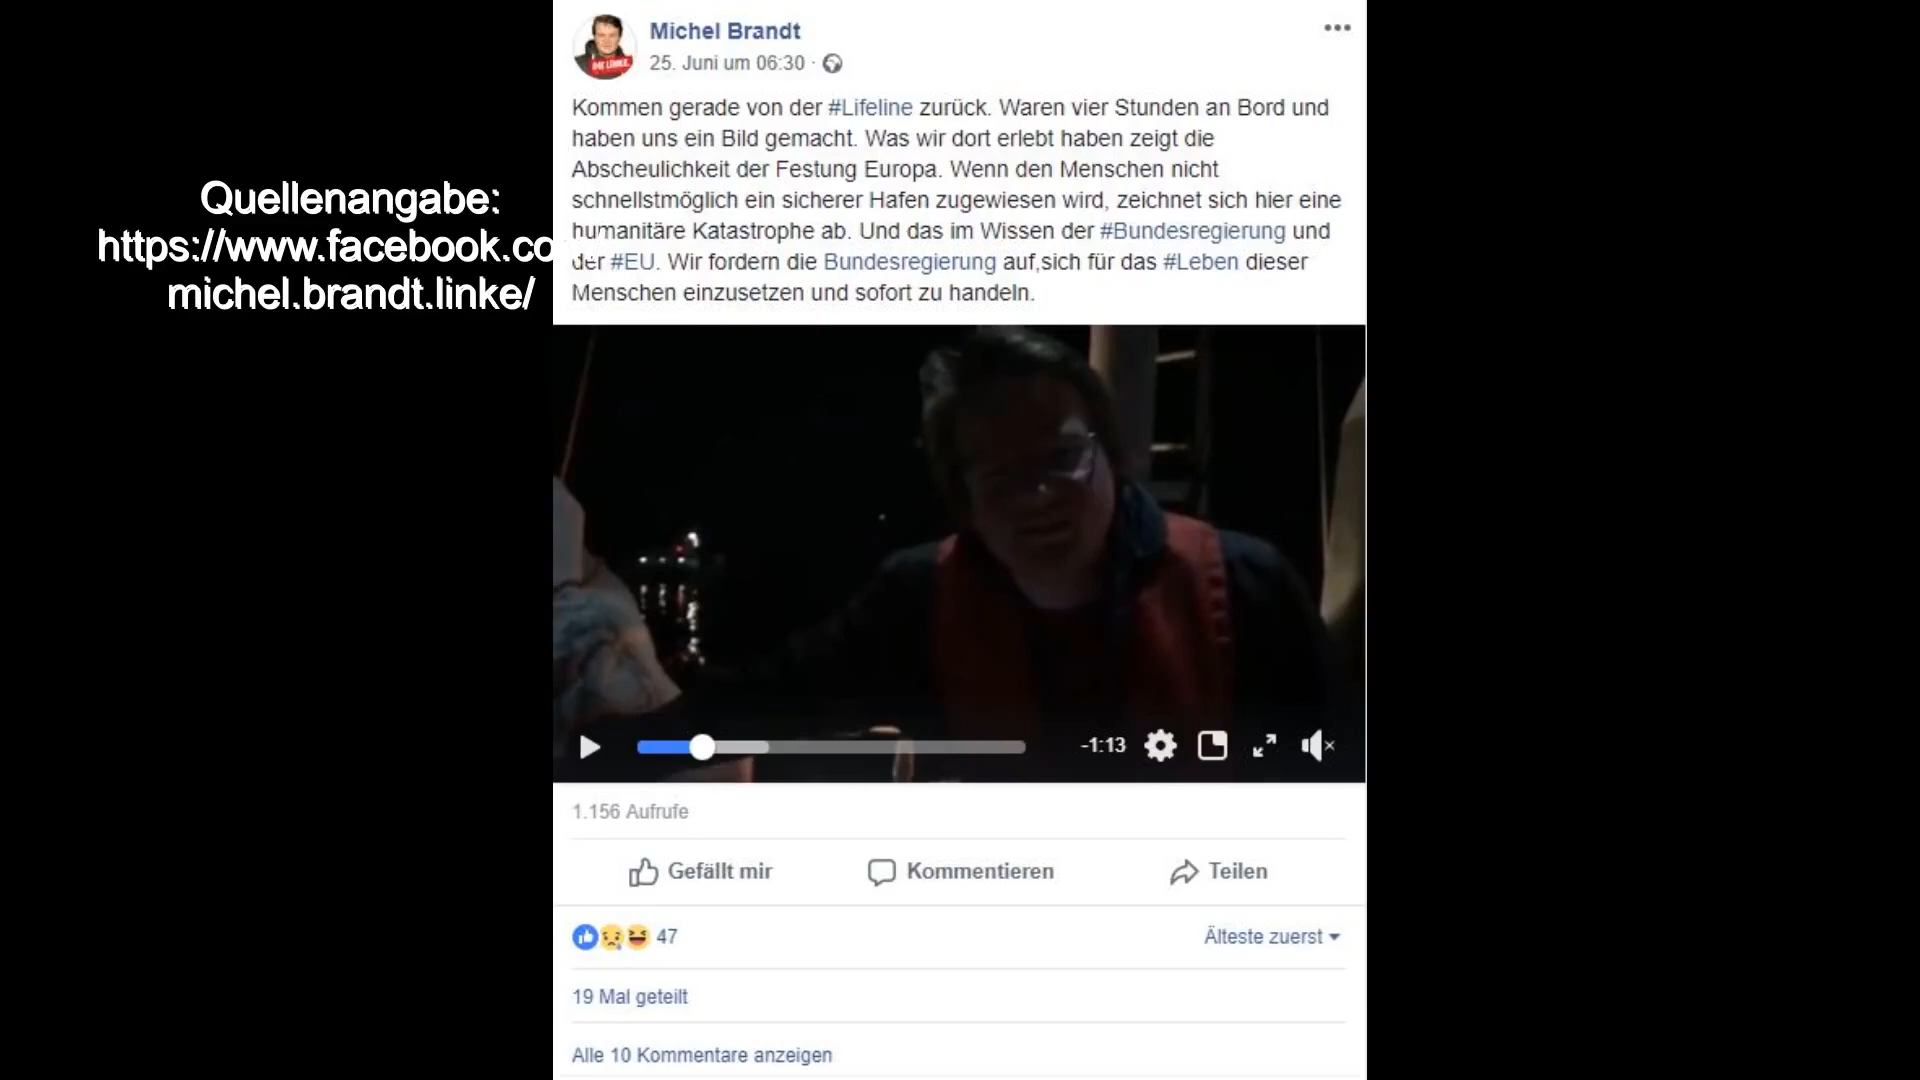 Quellenangabe:
https://www.facebook.co
michel.brandt.linke/
Michel Brandt
25. Juni um 06:30 ·
DIE LINKE.
Kommen gerade von der #Lifeline zurück. Waren vier Stunden an Bord und
haben uns ein Bild gemacht. Was wir dort erlebt haben zeigt die
Abscheulichkeit der Festung Europa. Wenn den Menschen nicht
schnellstmöglich ein sicherer Hafen zugewiesen wird, zeichnet sich hier eine
humanitäre Katastrophe ab. Und das im Wissen der #Bundesregierung und
der #EU. Wir fordern die Bundesregierung auf,sich für das #Leben dieser
Menschen einzusetzen und sofort zu handeln.
-1:13
1.156 Aufrufe
Gefällt mir
Kommentieren
Teilen
47
Älteste zuerst
19 Mal geteilt
Alle 10 Kommentare anzeigen